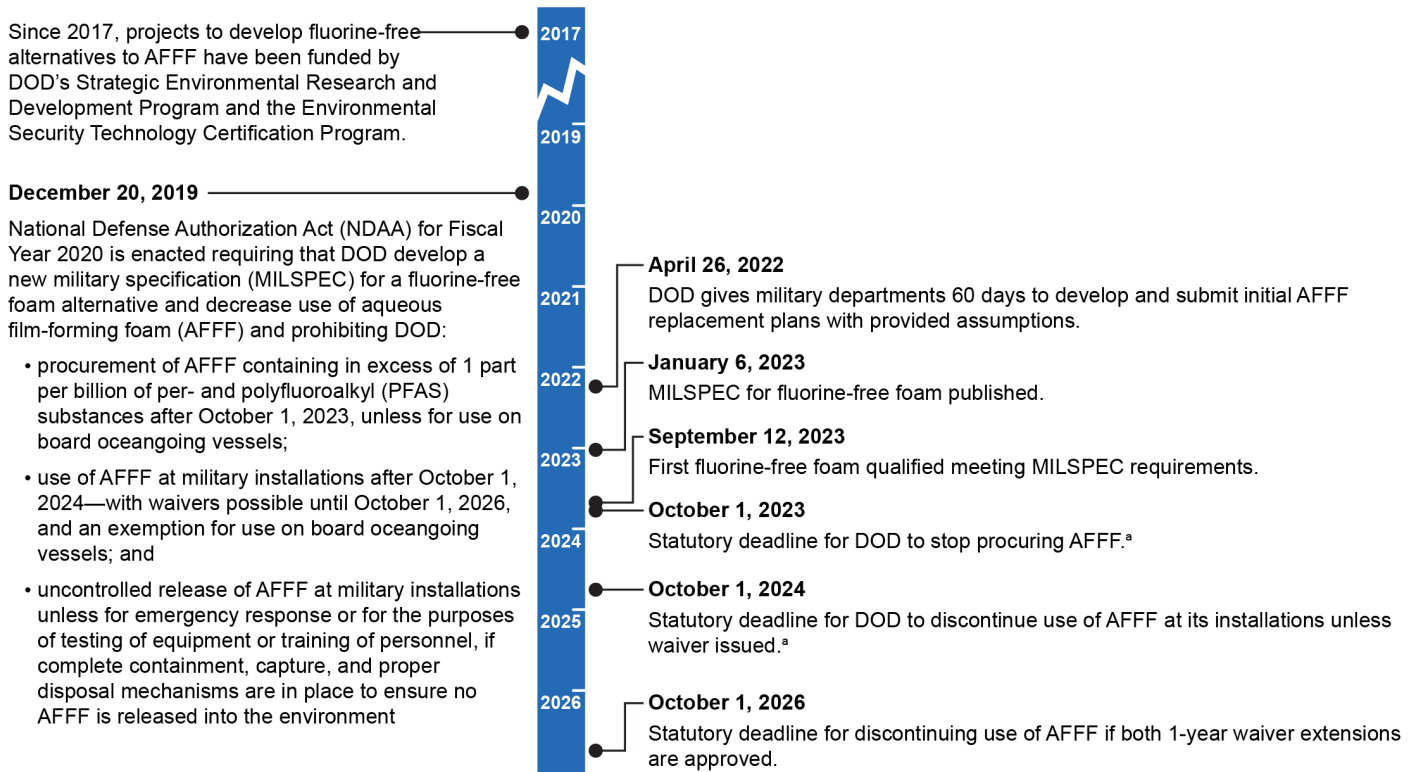 Since 2017, projects to develop fluorine-free
alternatives to AFFF have been funded by
DOD's Strategic Environmental Research and
Development Program and the Environmental
Security Technology Certification Program.
December 20, 2019
National Defense Authorization Act (NDAA) for Fiscal
Year 2020 is enacted requiring that DOD develop a
new military specification (MILSPEC) for a fluorine-free
foam alternative and decrease use of aqueous
film-forming foam (AFFF) and prohibiting DOD:
• procurement of AFFF containing in excess of 1 part
per billion of per- and polyfluoroalkyl (PFAS)
substances after October 1, 2023, unless for use on
board oceangoing vessels;
• use of AFFF at military installations after October 1,
2024—with waivers possible until October 1, 2026,
and an exemption for use on board oceangoing
vessels; and
• uncontrolled release of AFFF at military installations
unless for emergency response or for the purposes
of testing of equipment or training of personnel, if
complete containment, capture, and proper
disposal mechanisms are in place to ensure no
AFFF is released into the environment
2017
2019
2020
2021
2022
2023
2024
2025
2026
April 26, 2022
DOD gives military departments 60 days to develop and submit initial AFFF
replacement plans with provided assumptions.
January 6, 2023
MILSPEC for fluorine-free foam published.
September 12, 2023
First fluorine-free foam qualified meeting MILSPEC requirements.
October 1, 2023
Statutory deadline for DOD to stop procuring AFFF.ᵃ
October 1, 2024
Statutory deadline for DOD to discontinue use of AFFF at its installations unless
waiver issued.ᵃ
October 1, 2026
Statutory deadline for discontinuing use of AFFF if both 1-year waiver extensions
are approved.